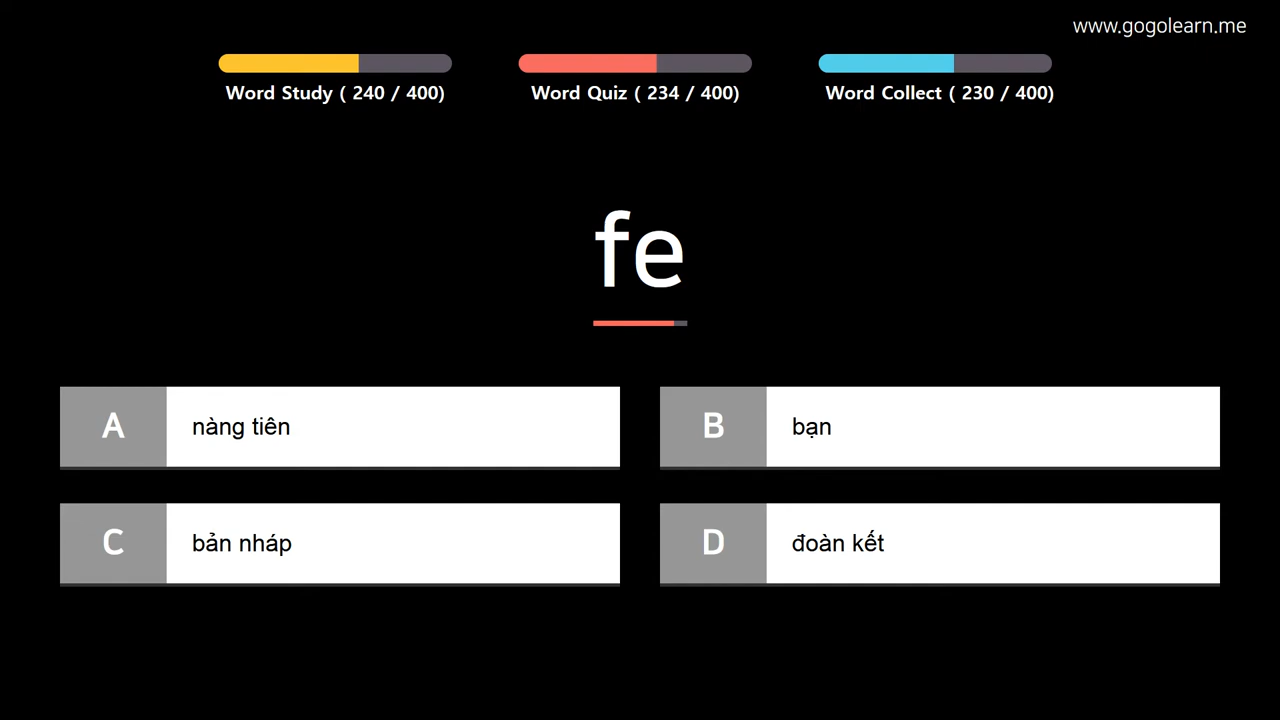 www.gogolearn.me
Word Study ( 240 / 400)
Word Quiz ( 234 / 400)
Word Collect ( 230 / 400)
fe
A nàng tiên
B bạn
C bản nháp
D đoàn kết